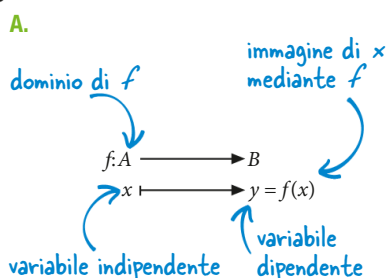 A.
immagine di x
mediante f
dominio di f
f: A → B
x ↦ y = f(x)
variabile indipendente
variabile
dipendente